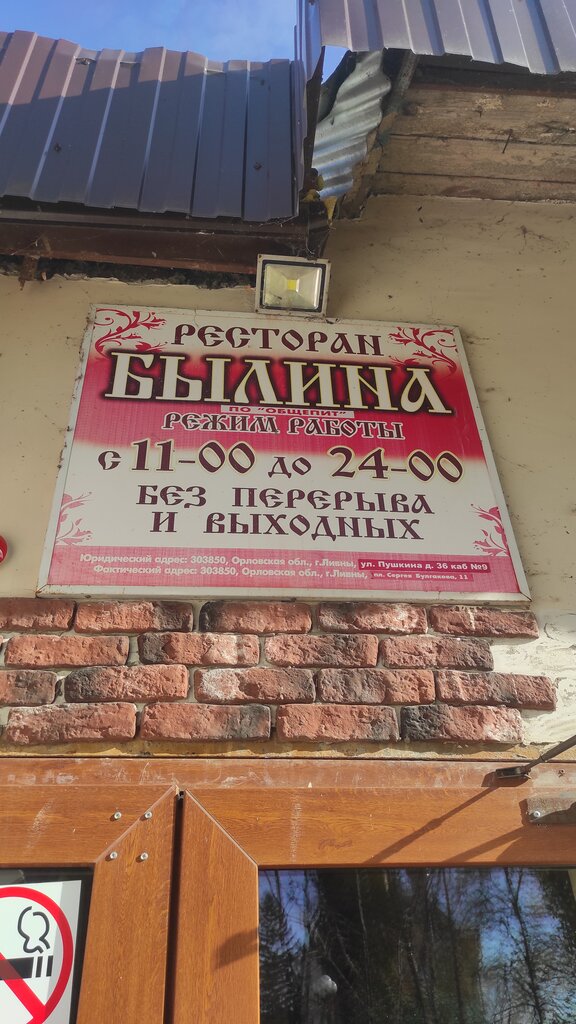 РЕСТОРАН
БЫЛИНА
ПО "ОБЩЕПИТ"
РЕЖИМ РАБОТЫ
с 11-00 до 24-00
БЕЗ ПЕРЕРЫВА
И ВЫХОДНЫХ
Юридический адрес: 303850, Орловская обл., г.Ливны, ул. Пушкина д. 36 каб №9
Фактический адрес: 303850, Орловская обл., г.Ливны, пл. Сергея Булгакова, 11